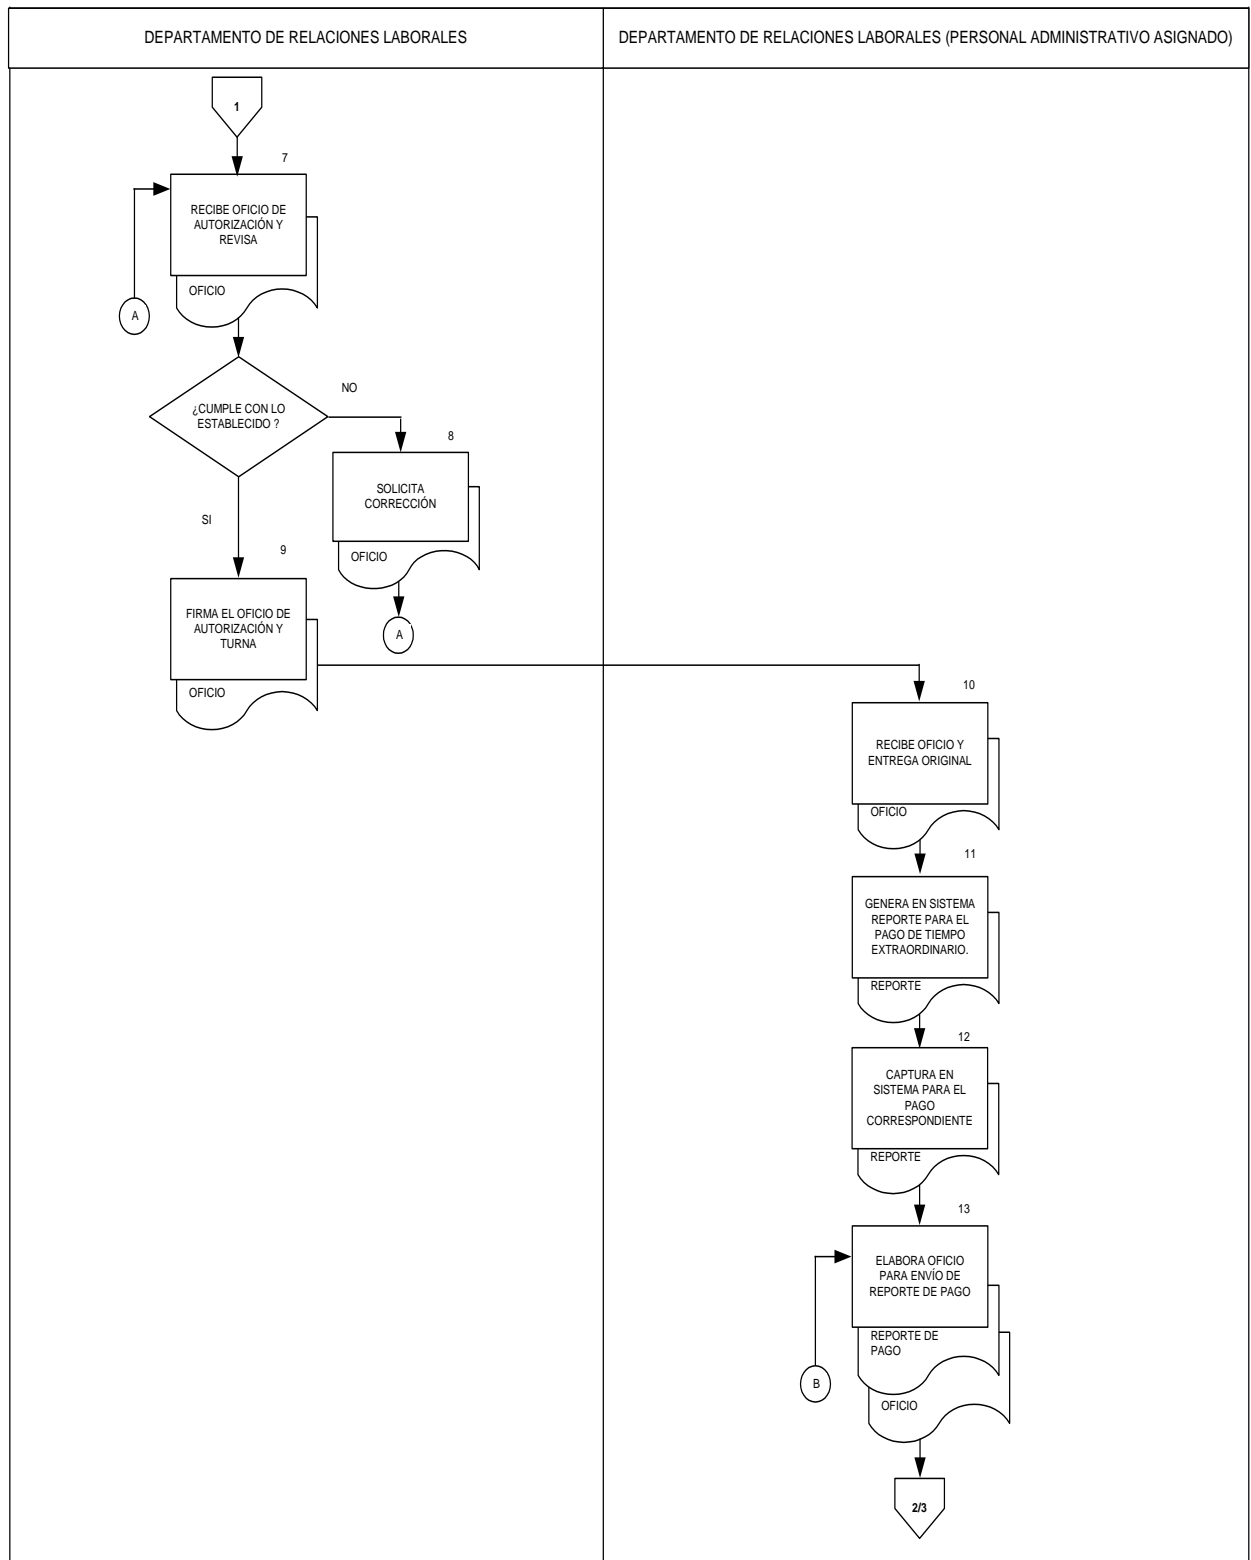 DEPARTAMENTO DE RELACIONES LABORALES
DEPARTAMENTO DE RELACIONES LABORALES (PERSONAL ADMINISTRATIVO ASIGNADO)
1
7
RECIBE OFICIO DE
AUTORIZACIÓN Y
REVISA
OFICIO
A
¿CUMPLE CON LO
ESTABLECIDO ?
NO
8
SOLICITA
CORRECCIÓN
OFICIO
A
SI
9
FIRMA EL OFICIO DE
AUTORIZACIÓN Y
TURNA
OFICIO
10
RECIBE OFICIO Y
ENTREGA ORIGINAL
OFICIO
11
GENERA EN SISTEMA
REPORTE PARA EL
PAGO DE TIEMPO
EXTRAORDINARIO.
REPORTE
12
CAPTURA EN
SISTEMA PARA EL
PAGO
CORRESPONDIENTE
REPORTE
13
ELABORA OFICIO
PARA ENVÍO DE
REPORTE DE PAGO
REPORTE DE
PAGO
B
OFICIO
2/3